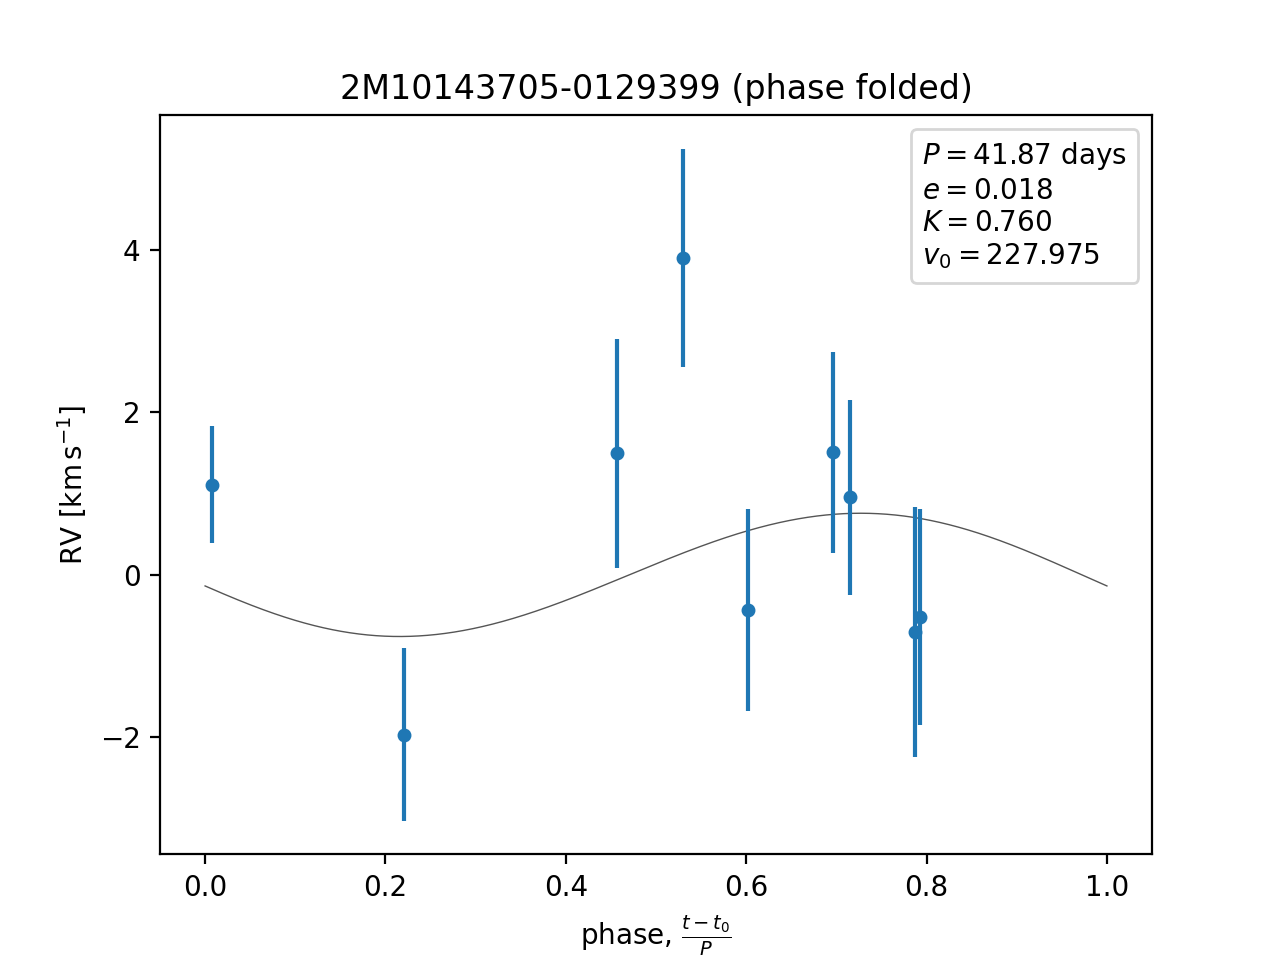 2M10143705-0129399 (phase folded)
P = 41.87 days
e = 0.018
K = 0.760
v₀ = 227.975
RV [km s⁻¹]
4
2
0
−2
0.0 0.2 0.4 0.6 0.8 1.0
phase, (t − t₀)/P